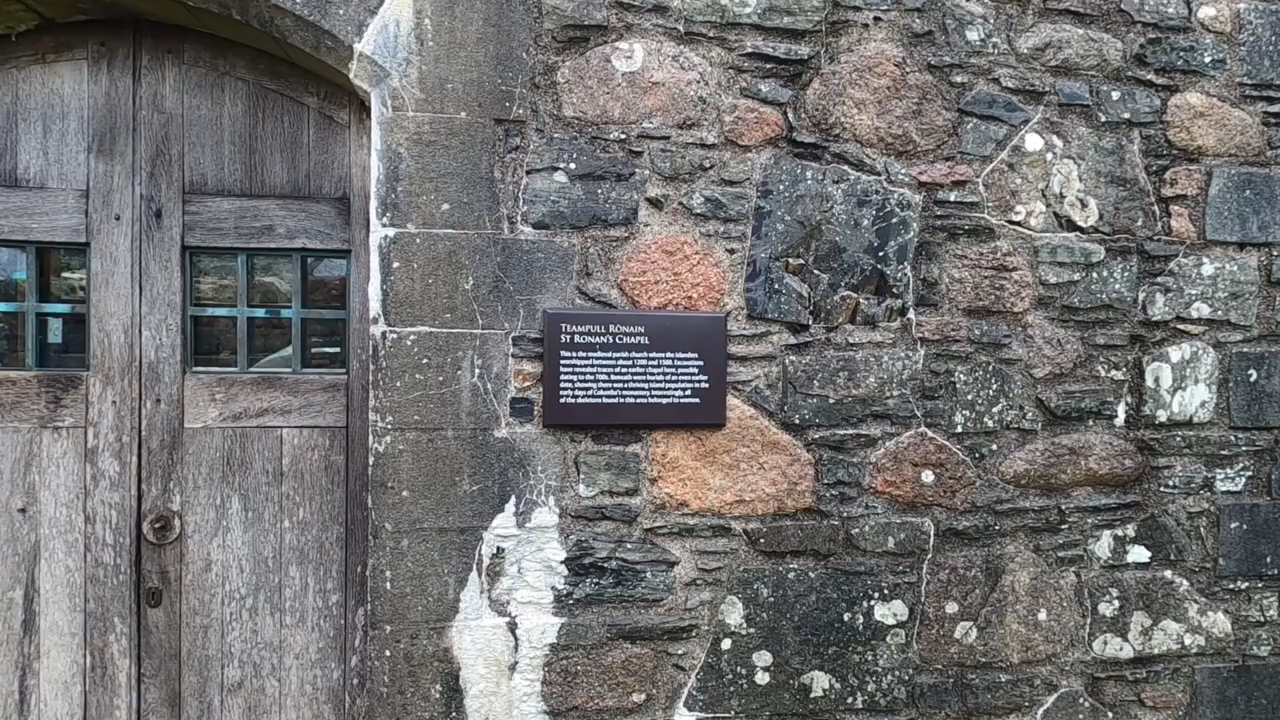 TEAMPULL RÒNAIN
ST RONAN'S CHAPEL
This is the medieval parish church where the islanders
worshipped between about 1200 and 1560. Excavations
have revealed traces of an earlier chapel here, possibly
dating to the 700s. Beneath were burials of an even earlier
date, showing there was a thriving island population in the
early days of Columba's monastery. Interestingly, all
of the skeletons found in this area belonged to women.